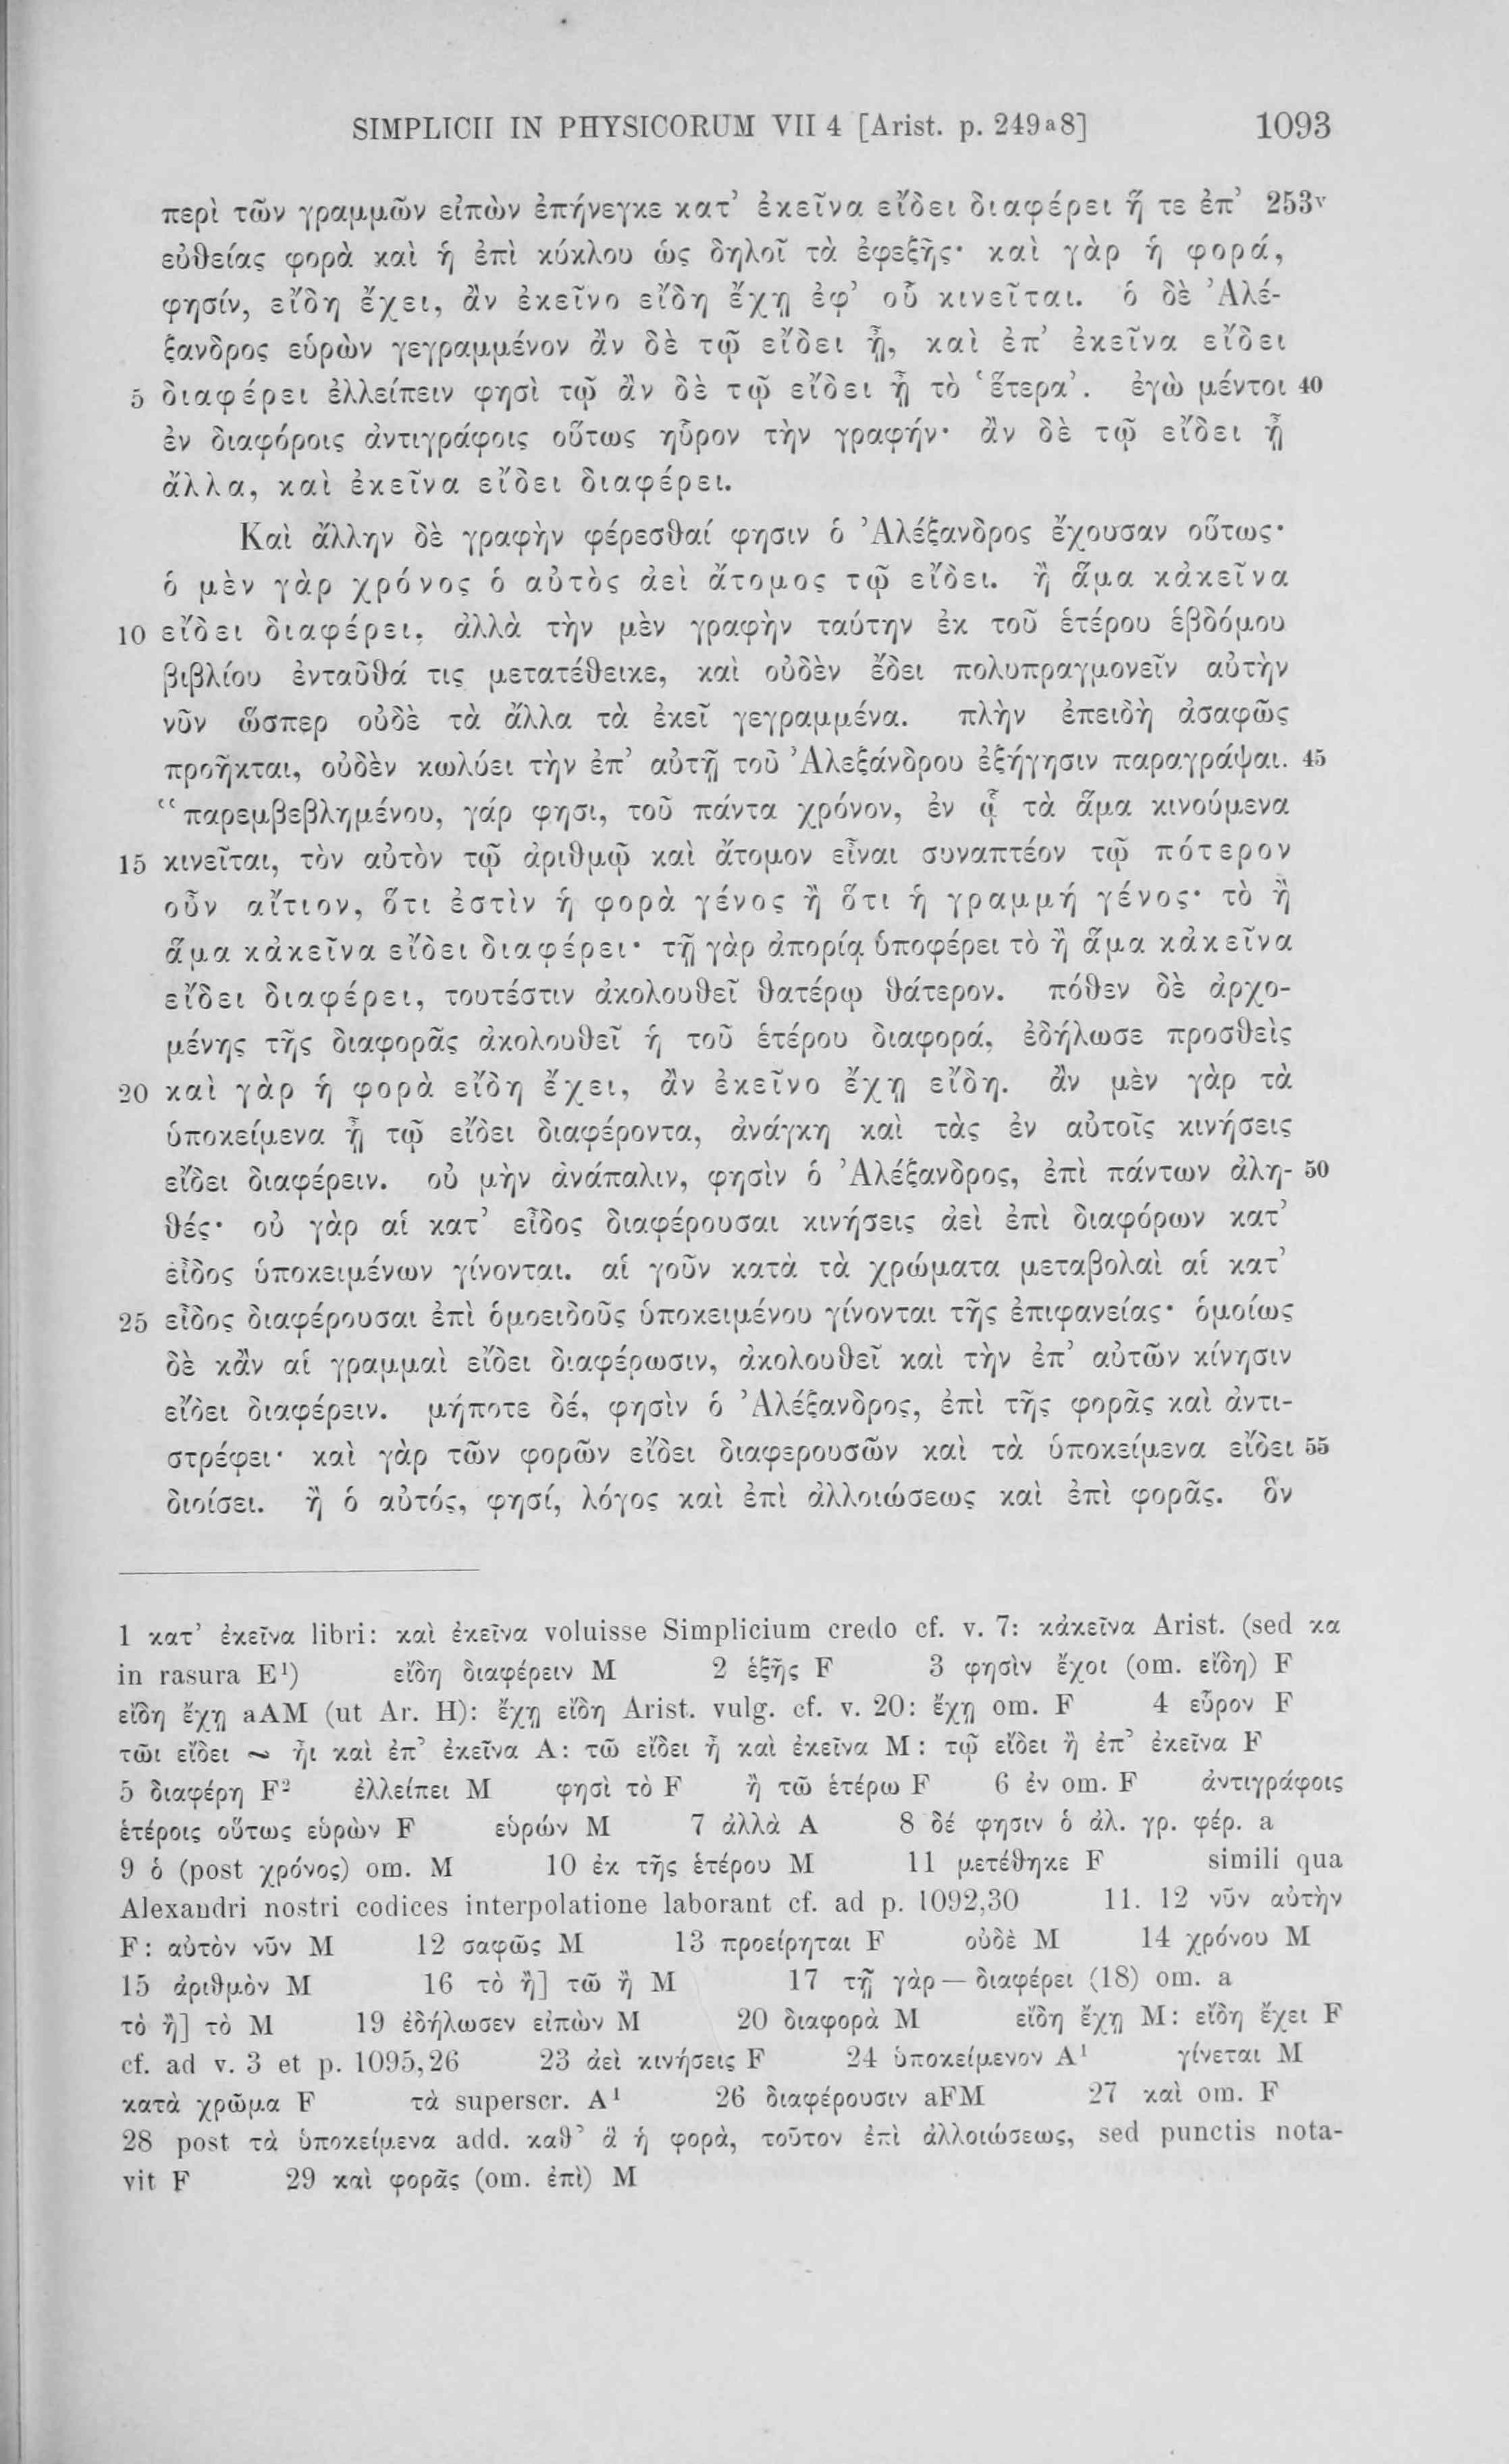 SIMPLICII IN PHYSICORUM VII 4 [Arist. p. 249a8] 1093
περὶ τῶν γραμμῶν εἰπὼν ἐπήνεγκε κατ’ ἐκεῖνα εἴδει διαφέρει ἥ τε ἐπ’ 253v
εὐθείας φορὰ καὶ ἡ ἐπὶ κύκλου ὡς δηλοῖ τὰ ἐφεξῆς· καὶ γὰρ ἡ φορά,
φησίν, εἴδη ἔχει, ἂν ἐκεῖνο εἴδη ἔχῃ ἐφ’ οὗ κινεῖται. ὁ δὲ Ἀλέ-
ξανδρος εὑρὼν γεγραμμένον ἂν δὲ τῷ εἴδει ᾖ, καὶ ἐπ’ ἐκεῖνα εἴδει
5 διαφέρει ἐλλείπειν φησὶ τῷ ἂν δὲ τῷ εἴδει ᾖ τὸ ‘ἕτερα’. ἐγὼ μέντοι 40
ἐν διαφόροις ἀντιγράφοις οὕτως ηὗρον τὴν γραφήν· ἂν δὲ τῷ εἴδει ᾖ
ἄλλα, καὶ ἐκεῖνα εἴδει διαφέρει.
Καὶ ἄλλην δὲ γραφὴν φέρεσθαί φησιν ὁ Ἀλέξανδρος ἔχουσαν οὕτως·
ὁ μὲν γὰρ χρόνος ὁ αὐτὸς ἀεὶ ἄτομος τῷ εἴδει. ἢ ἅμα κἀκεῖνα
10 εἴδει διαφέρει. ἀλλὰ τὴν μὲν γραφὴν ταύτην ἐκ τοῦ ἑτέρου ἑβδόμου
βιβλίου ἐνταῦθά τις μετατέθεικε, καὶ οὐδὲν ἔδει πολυπραγμονεῖν αὐτὴν
νῦν ὥσπερ οὐδὲ τὰ ἄλλα τὰ ἐκεῖ γεγραμμένα. πλὴν ἐπειδὴ ἀσαφῶς
προῆκται, οὐδὲν κωλύει τὴν ἐπ’ αὐτῇ τοῦ Ἀλεξάνδρου ἐξήγησιν παραγράψαι. 45
“παρεμβεβλημένου, γάρ φησι, τοῦ πάντα χρόνον, ἐν ᾧ τὰ ἅμα κινούμενα
15 κινεῖται, τὸν αὐτὸν τῷ ἀριθμῷ καὶ ἄτομον εἶναι συναπτέον τῷ πότερον
οὖν αἴτιον, ὅτι ἐστὶν ἡ φορὰ γένος ἢ ὅτι ἡ γραμμή γένος· τὸ ἢ
ἅμα κἀκεῖνα εἴδει διαφέρει· τῇ γὰρ ἀπορίᾳ ὑποφέρει τὸ ἢ ἅμα κἀκεῖνα
εἴδει διαφέρει, τουτέστιν ἀκολουθεῖ θατέρῳ θάτερον. πόθεν δὲ ἀρχο-
μένης τῆς διαφορᾶς ἀκολουθεῖ ἡ τοῦ ἑτέρου διαφορά, ἐδήλωσε προσθεὶς
20 καὶ γὰρ ἡ φορὰ εἴδη ἔχει, ἂν ἐκεῖνο ἔχῃ εἴδη. ἂν μὲν γὰρ τὰ
ὑποκείμενα ᾖ τῷ εἴδει διαφέροντα, ἀνάγκη καὶ τὰς ἐν αὐτοῖς κινήσεις
εἴδει διαφέρειν. οὐ μὴν ἀνάπαλιν, φησὶν ὁ Ἀλέξανδρος, ἐπὶ πάντων ἀλη- 50
θές· οὐ γὰρ αἱ κατ’ εἶδος διαφέρουσαι κινήσεις ἀεὶ ἐπὶ διαφόρων κατ’
εἶδος ὑποκειμένων γίνονται. αἱ γοῦν κατὰ τὰ χρώματα μεταβολαὶ αἱ κατ’
25 εἶδος διαφέρουσαι ἐπὶ ὁμοειδοῦς ὑποκειμένου γίνονται τῆς ἐπιφανείας· ὁμοίως
δὲ κἂν αἱ γραμμαὶ εἴδει διαφέρωσιν, ἀκολουθεῖ καὶ τὴν ἐπ’ αὐτῶν κίνησιν
εἴδει διαφέρειν. μήποτε δέ, φησὶν ὁ Ἀλέξανδρος, ἐπὶ τῆς φορᾶς καὶ ἀντι-
στρέφει· καὶ γὰρ τῶν φορῶν εἴδει διαφερουσῶν καὶ τὰ ὑποκείμενα εἴδει 55
διοίσει. ἢ ὁ αὐτός, φησί, λόγος καὶ ἐπὶ ἀλλοιώσεως καὶ ἐπὶ φορᾶς. ὃν
1 κατ’ ἐκεῖνα libri: καὶ ἐκεῖνα voluisse Simplicium credo cf. v. 7: κἀκεῖνα Arist. (sed κα
in rasura E¹) εἴδη διαφέρειν M 2 ἑξῆς F 3 φησὶν ἔχοι (om. εἴδη) F
εἴδη ἔχῃ aAM (ut Ar. H): ἔχῃ εἴδη Arist. vulg. cf. v. 20: ἔχῃ om. F 4 εὗρον F
τῶι εἴδει ~ ἦι καὶ ἐπ’ ἐκεῖνα A: τῶ εἴδει ἦ καὶ ἐκεῖνα M: τῷ εἴδει ἢ ἐπ’ ἐκεῖνα F
5 διαφέρη F² ἐλλείπει M φησὶ τὸ F ἢ τῶ ἑτέρω F 6 ἐν om. F ἀντιγράφοις
ἑτέροις οὕτως εὑρὼν F εὑρών M 7 ἀλλὰ A 8 δέ φησιν ὁ ἀλ. γρ. φέρ. a
9 ὁ (post χρόνος) om. M 10 ἐκ τῆς ἑτέρου M 11 μετέθηκε F simili qua
Alexandri nostri codices interpolatione laborant cf. ad p. 1092,30 11. 12 νῦν αὐτὴν
F: αὐτὸν νῦν M 12 σαφῶς M 13 προείρηται F οὐδὲ M 14 χρόνου M
15 ἀριθμὸν M 16 τὸ ἢ] τῶ ἢ M 17 τῇ γὰρ — διαφέρει (18) om. a
τὸ ἢ] τὸ M 19 ἐδήλωσεν εἰπὼν M 20 διαφορὰ M εἴδη ἔχῃ M: εἴδη ἔχει F
cf. ad v. 3 et p. 1095,26 23 ἀεὶ κινήσεις F 24 ὑποκείμενον A¹ γίνεται M
κατὰ χρῶμα F τὰ superscr. A¹ 26 διαφέρουσιν aFM 27 καὶ om. F
28 post τὰ ὑποκείμενα add. καθ’ ἃ ἡ φορὰ, τοῦτον ἐπὶ ἀλλοιώσεως, sed punctis nota-
vit F 29 καὶ φορᾶς (om. ἐπὶ) M